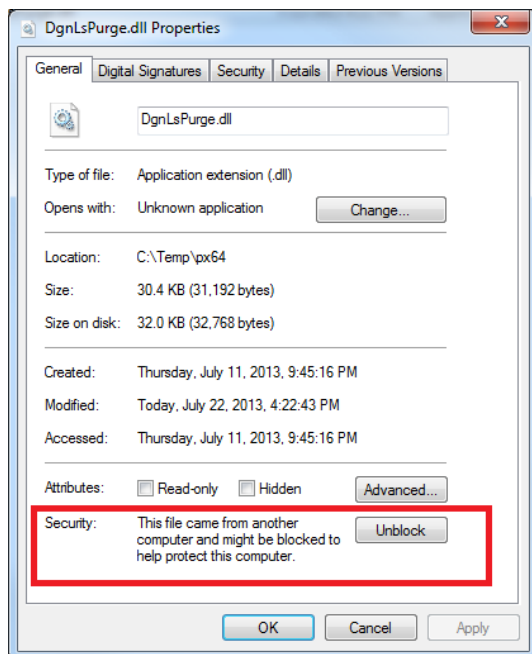 DgnLsPurge.dll Properties
General Digital Signatures Security Details Previous Versions
DgnLsPurge.dll
Type of file: Application extension (.dll)
Opens with: Unknown application Change...
Location: C:\Temp\px64
Size: 30.4 KB (31,192 bytes)
Size on disk: 32.0 KB (32,768 bytes)
Created: Thursday, July 11, 2013, 9:45:16 PM
Modified: Today, July 22, 2013, 4:22:43 PM
Accessed: Thursday, July 11, 2013, 9:45:16 PM
Attributes: Read-only Hidden Advanced...
Security: This file came from another
computer and might be blocked to Unblock
help protect this computer.
OK Cancel Apply